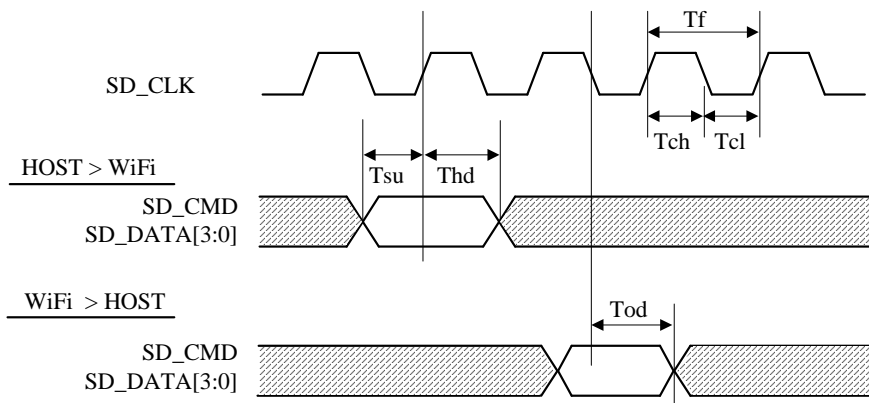 Tf
SD_CLK
Tch
Tcl
HOST > WiFi
Tsu
Thd
SD_CMD
SD_DATA[3:0]
WiFi > HOST
Tod
SD_CMD
SD_DATA[3:0]